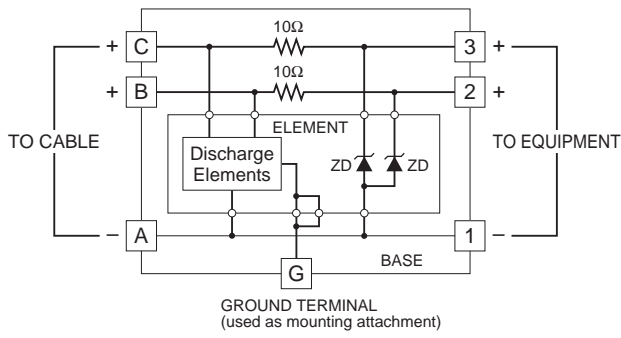 10Ω
+ C 3 +
10Ω
+ B 2 +
ELEMENT
TO CABLE
Discharge
Elements
ZD ZD
TO EQUIPMENT
– A 1 –
BASE
G
GROUND TERMINAL
(used as mounting attachment)